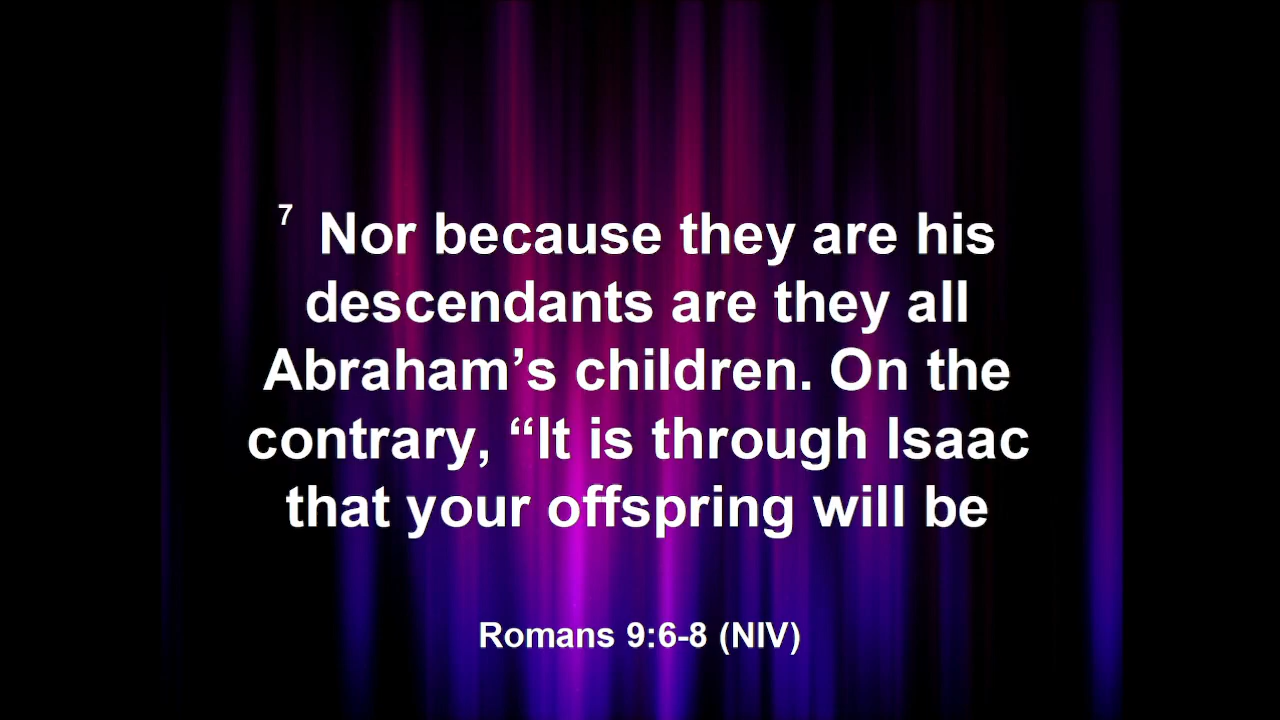 7 Nor because they are his
descendants are they all
Abraham’s children. On the
contrary, “It is through Isaac
that your offspring will be
Romans 9:6-8 (NIV)